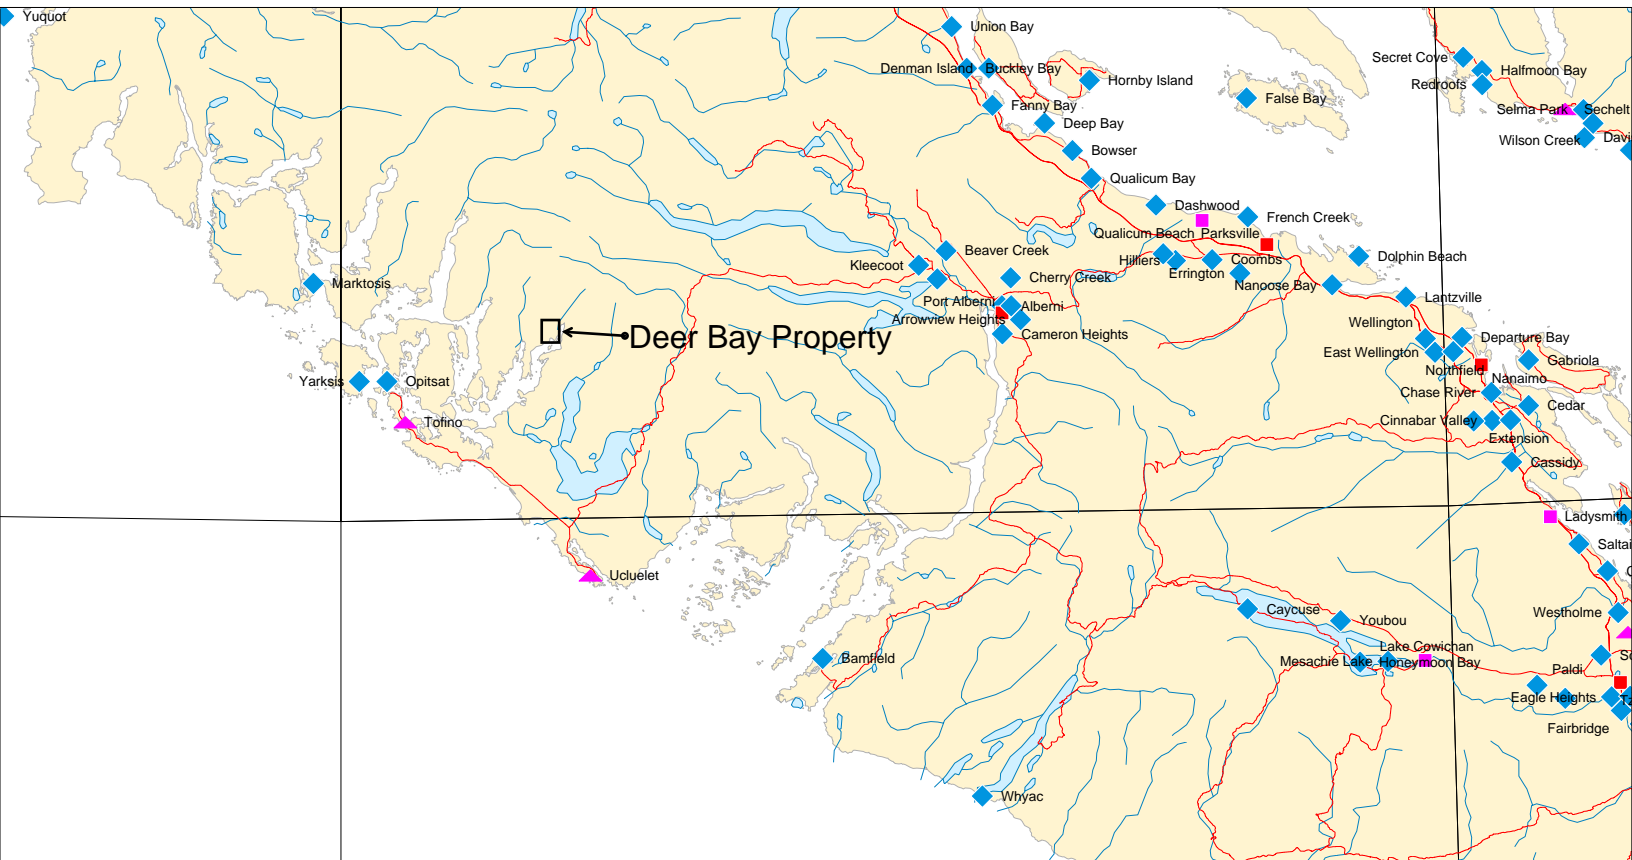 Yuquot
Union Bay
Denman Island
Buckley Bay
Hornby Island
Fanny Bay
Deep Bay
False Bay
Secret Cove
Halfmoon Bay
Redroofs
Selma Park
Sechelt
Wilson Creek
Davi
Bowser
Qualicum Bay
Dashwood
French Creek
Qualicum Beach
Parksville
Beaver Creek
Kleecoot
Cherry Creek
Hilliers
Coombs
Errington
Nanoose Bay
Dolphin Beach
Lantzville
Marktosis
Port Alberni
Alberni
Arrowview Heights
Cameron Heights
Deer Bay Property
Wellington
Departure Bay
East Wellington
Northfield
Gabriola
Nanaimo
Chase River
Cedar
Cinnabar Valley
Extension
Cassidy
Yarksis
Opitsat
Tofino
Ladysmith
Saltai
Ucluelet
Caycuse
Youbou
Westholme
Lake Cowichan
Mesachie Lake
Honeymoon Bay
Bamfield
Paldi
Eagle Heights
Fairbridge
Whyac